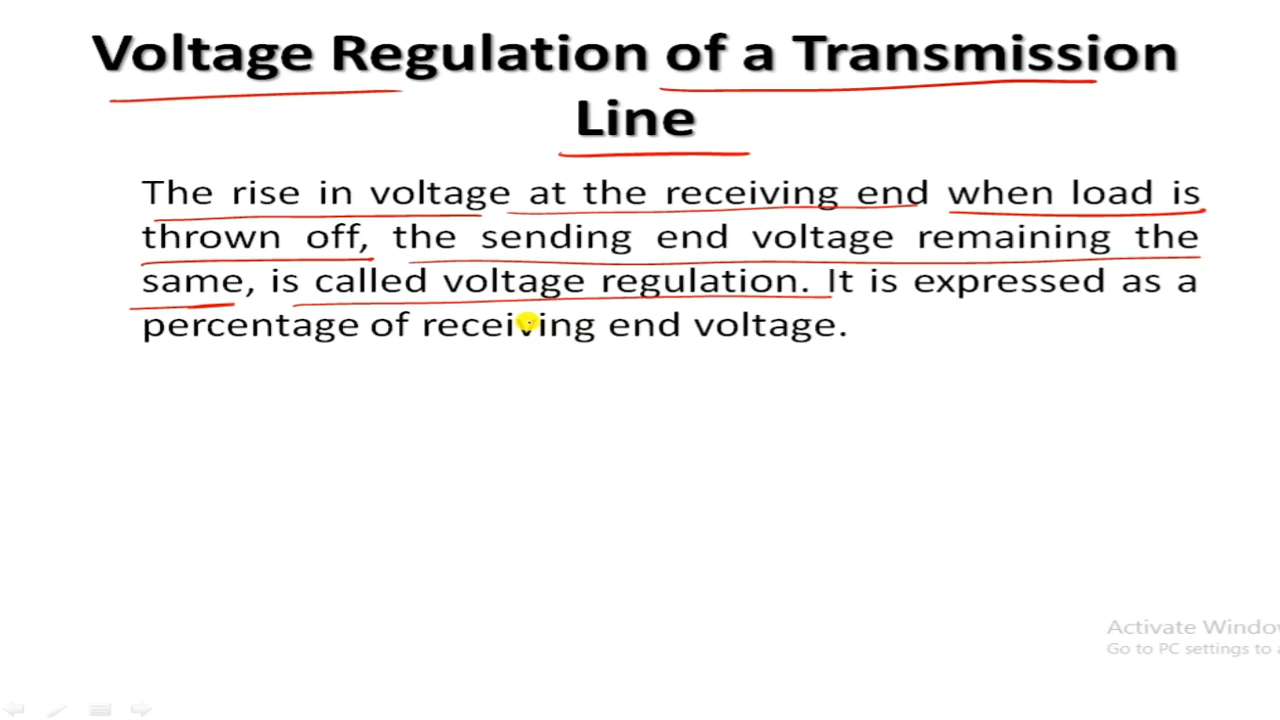 Voltage Regulation of a Transmission
Line
The rise in voltage at the receiving end when load is
thrown off, the sending end voltage remaining the
same, is called voltage regulation. It is expressed as a
percentage of receiving end voltage.
Activate Windo
Go to PC settings to a